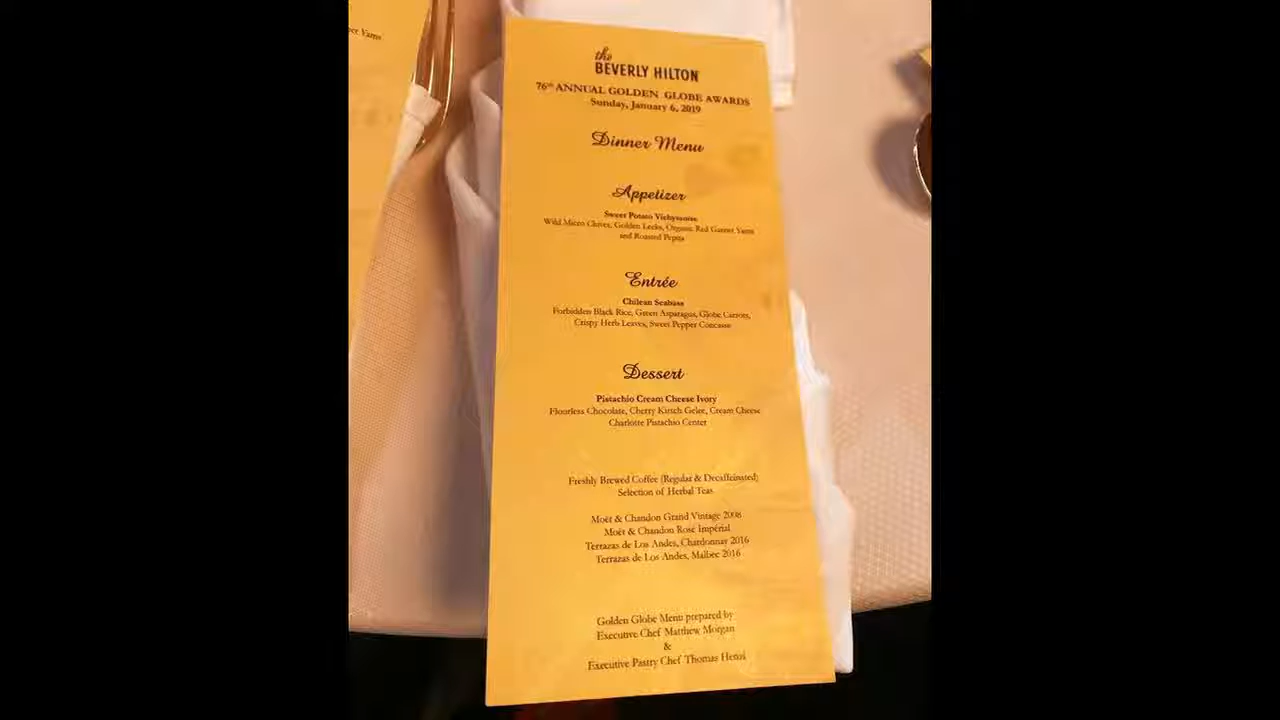 per Yams
the
BEVERLY HILTON
76th ANNUAL GOLDEN GLOBE AWARDS
Sunday, January 6, 2019
Dinner Menu
Appetizer
Sweet Potato Vichyssoise
Wild Micro Chives, Golden Leeks, Organic Red Garnet Yams
and Roasted Pepita
Entrée
Chilean Seabass
Forbidden Black Rice, Green Asparagus, Globe Carrots,
Crispy Herb Leaves, Sweet Pepper Concasse
Dessert
Pistachio Cream Cheese Ivory
Flourless Chocolate, Cherry Kirsch Gelee, Cream Cheese
Charlotte Pistachio Center
Freshly Brewed Coffee (Regular & Decaffeinated)
Selection of Herbal Teas
Moët & Chandon Grand Vintage 2008
Moët & Chandon Rosé Impérial
Terrazas de Los Andes, Chardonnay 2016
Terrazas de Los Andes, Malbec 2016
Golden Globe Menu prepared by
Executive Chef Matthew Morgan
&
Executive Pastry Chef Thomas Henzi